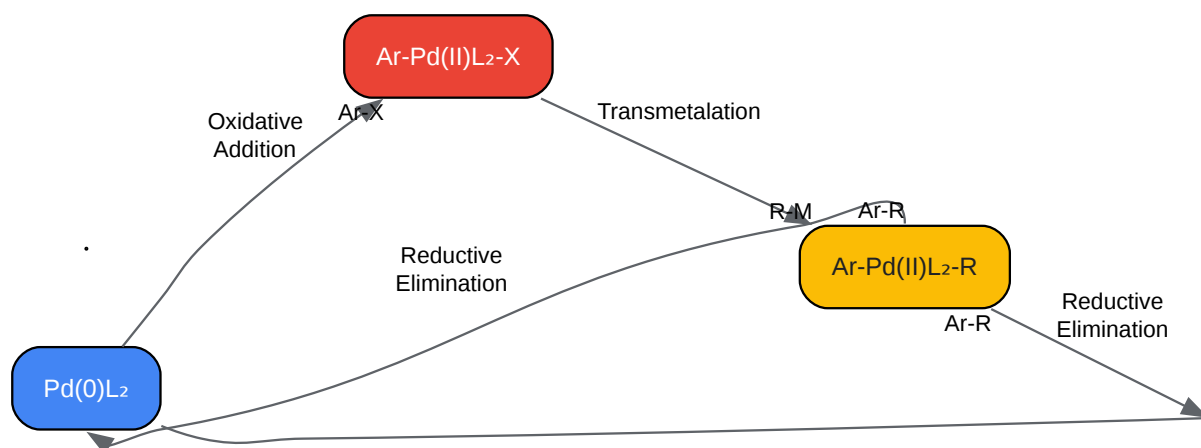 Ar-Pd(II)L₂-X
Ar-X
Oxidative
Addition
Transmetalation
R-M
Ar-R
Reductive
Elimination
Ar-Pd(II)L₂-R
Ar-R
Reductive
Elimination
Pd(0)L₂